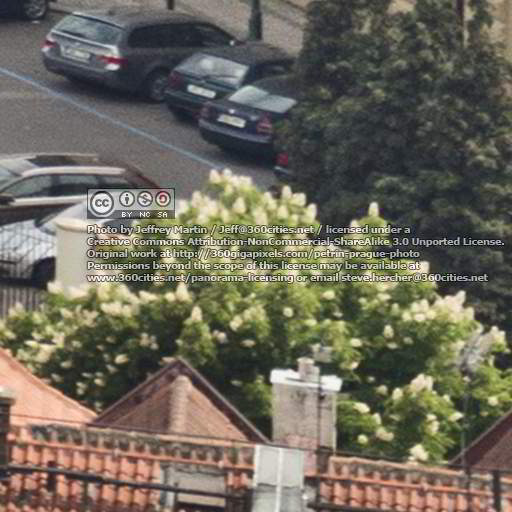 cc BY NC SA
Photo by Jeffrey Martin / Jeff@360cities.net / licensed under a
Creative Commons Attribution-NonCommercial-ShareAlike 3.0 Unported License.
Original work at http://360gigapixels.com/petrin-prague-photo
Permissions beyond the scope of this license may be available at
www.360cities.net/panorama-licensing or email steve.hercher@360cities.net